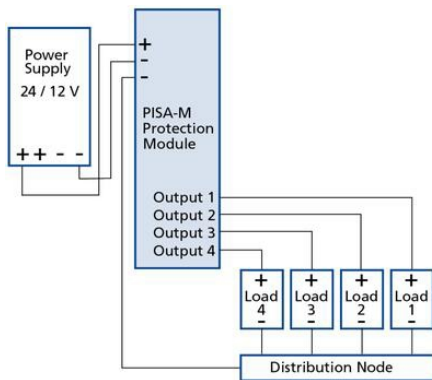 Power
Supply
24 / 12 V
+ + - -
+
-
-
PISA-M
Protection
Module
Output 1
Output 2
Output 3
Output 4
+ + + +
Load Load Load Load
4 3 2 1
- - - -
Distribution Node